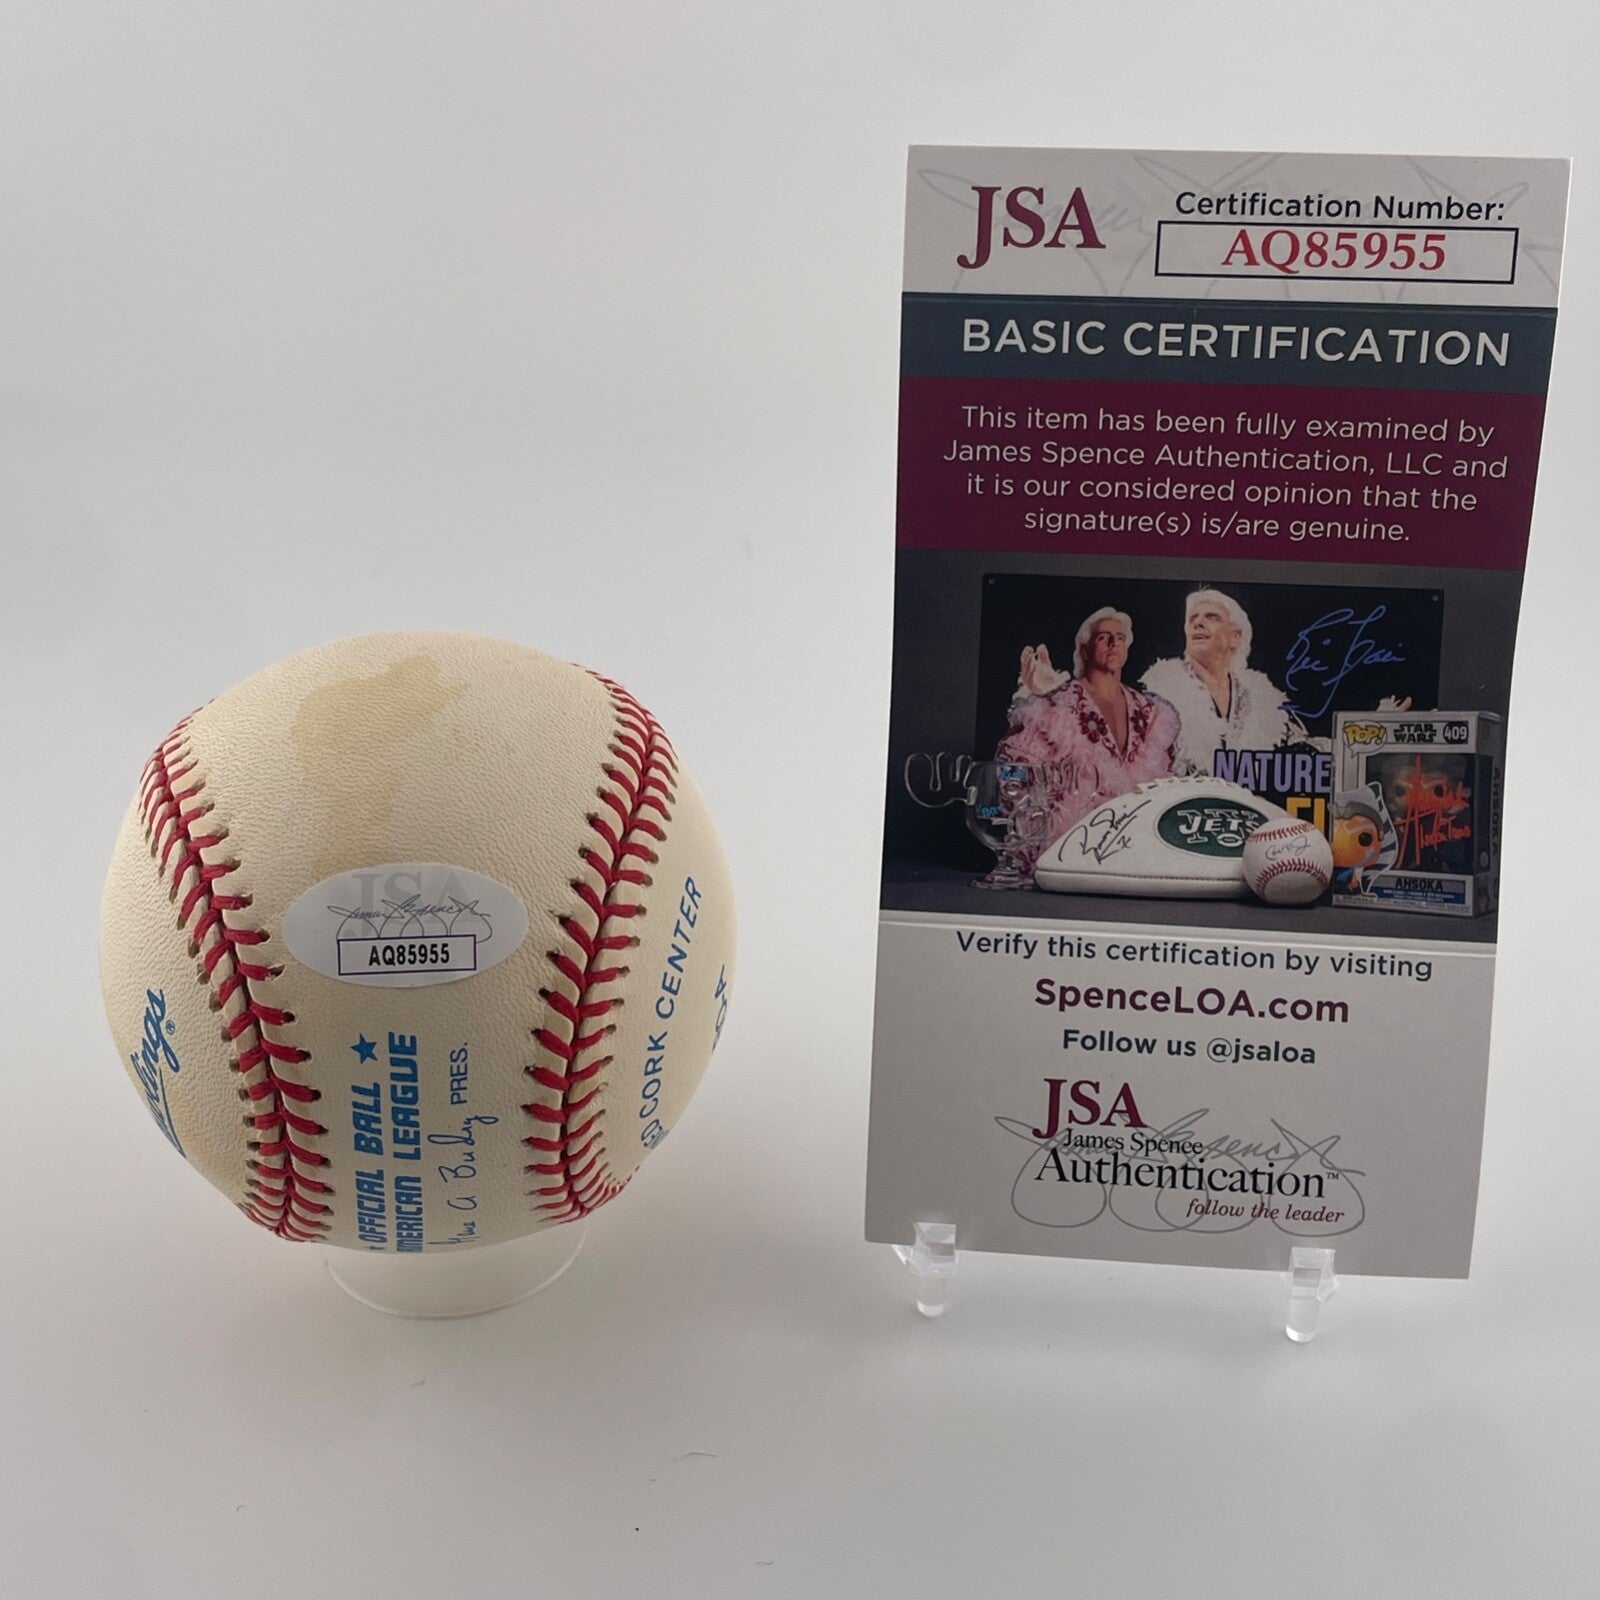 JSA
Certification Number:
AQ85955
BASIC CERTIFICATION
This item has been fully examined by
James Spence Authentication, LLC and
it is our considered opinion that the
signature(s) is/are genuine.
NATURE
JETS
POP!
STAR
WARS
409
AHSOKA
Verify this certification by visiting
SpenceLOA.com
Follow us @jsaloa
JSA
James Spence
Authentication™
follow the leader
JSA
AQ85955
OFFICIAL BALL
AMERICAN LEAGUE
PRES.
CORK CENTER